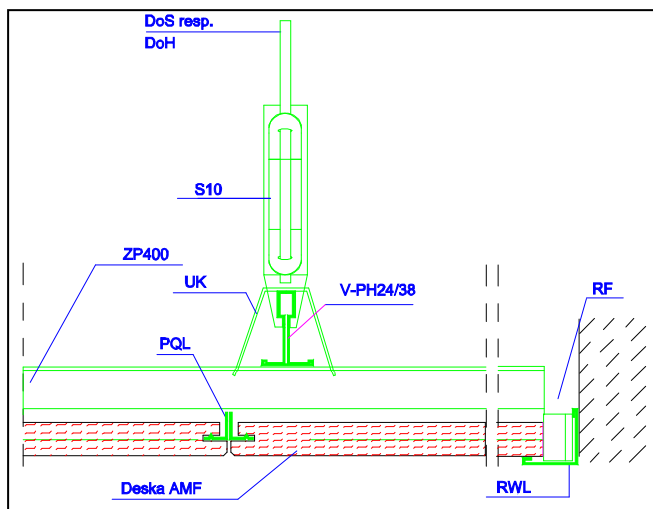 DoS resp.
DoH
S10
ZP400
UK
V-PH24/38
RF
PQL
Deska AMF
RWL